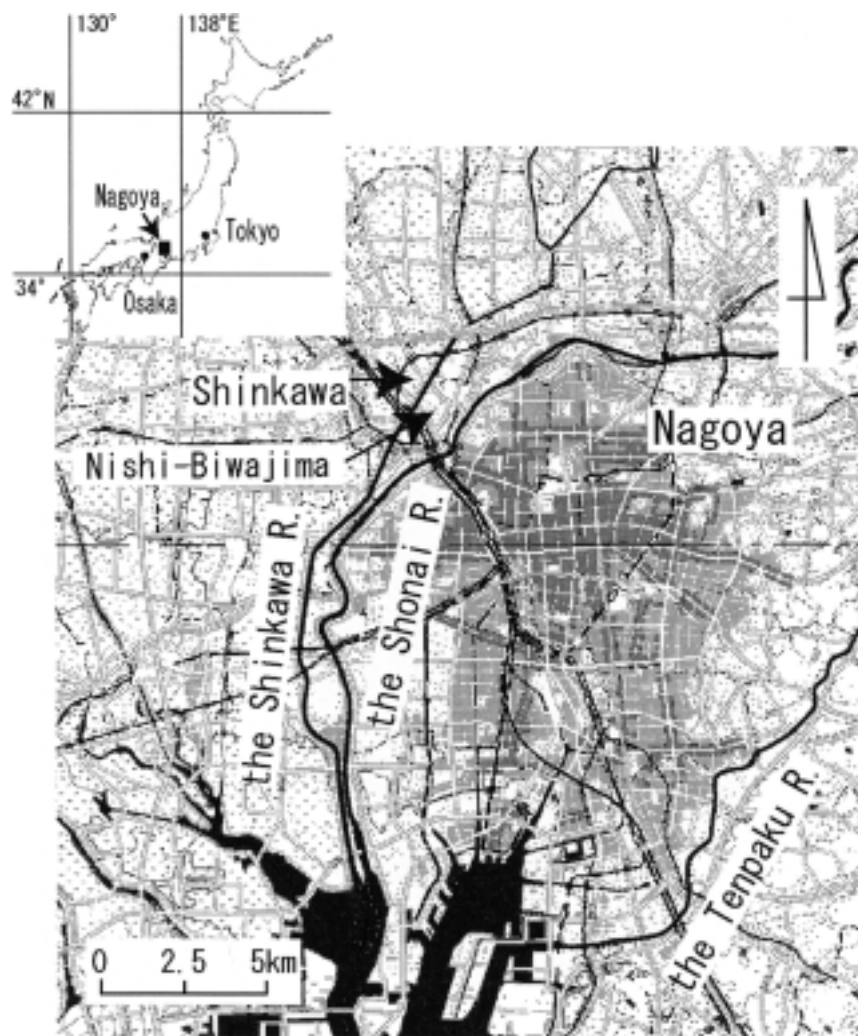 130°
138°E
42°N
Nagoya
Tokyo
34°
Osaka
Shinkawa
Nagoya
Nishi-Biwajima
the Shinkawa R.
the Shonai R.
the Tenpaku R.
0 2.5 5km